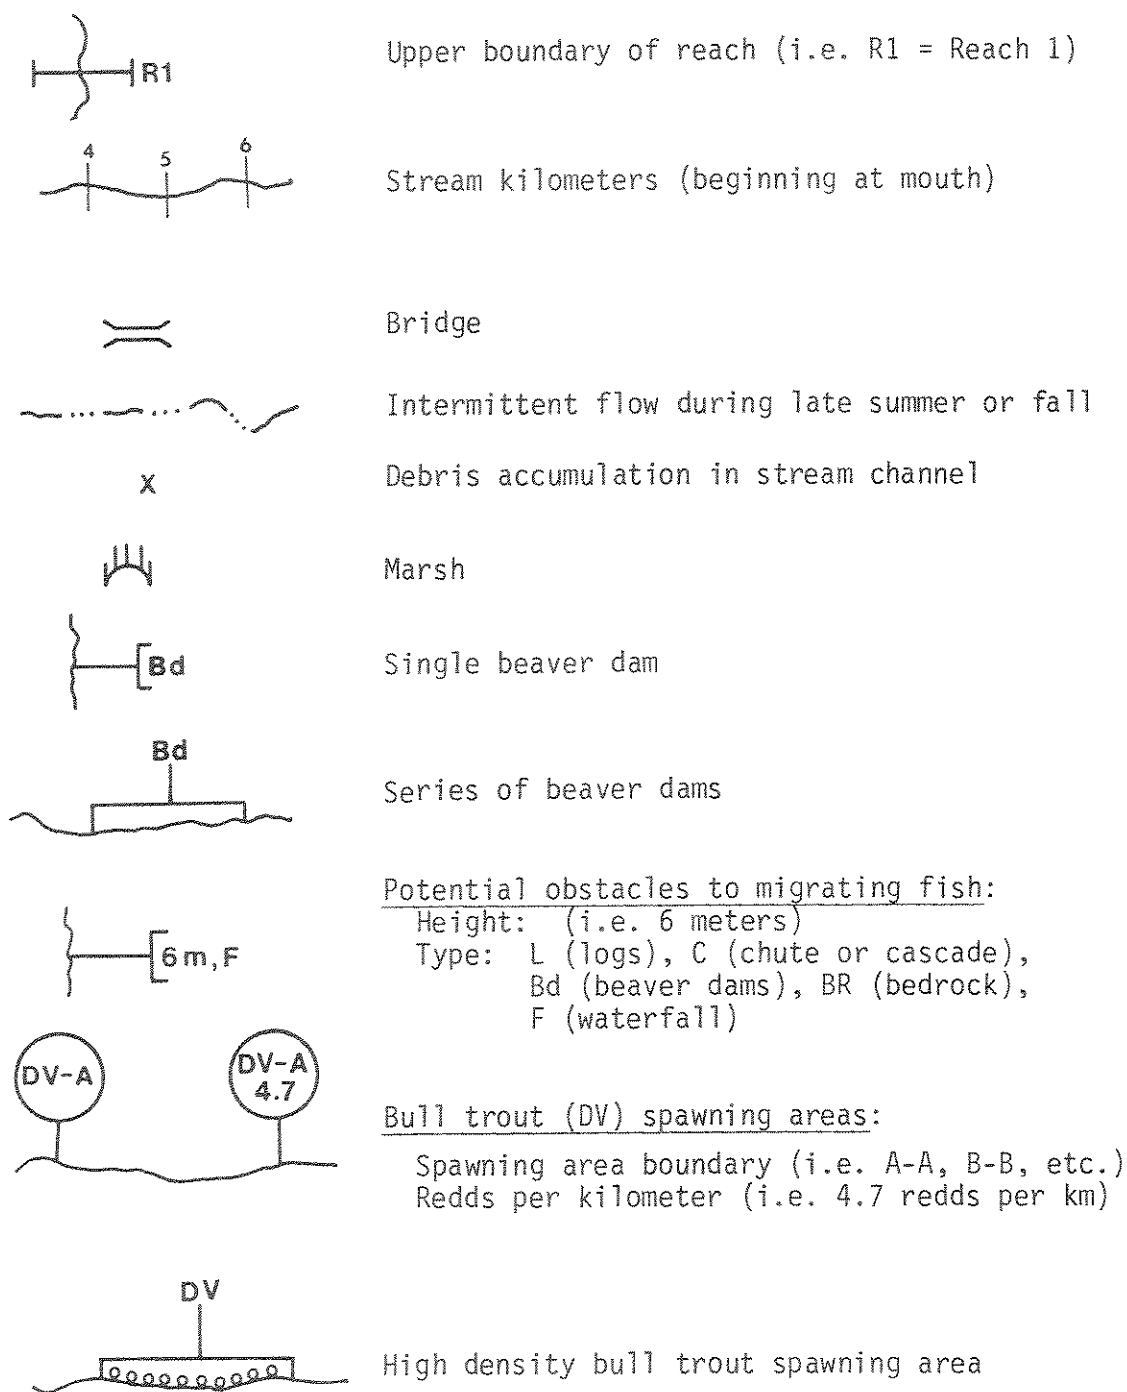 R1 Upper boundary of reach (i.e. R1 = Reach 1)
4 5 6
Stream kilometers (beginning at mouth)
Bridge
Intermittent flow during late summer or fall
X Debris accumulation in stream channel
Marsh
Bd Single beaver dam
Bd
Series of beaver dams
Potential obstacles to migrating fish:
Height: (i.e. 6 meters)
6m,F Type: L (logs), C (chute or cascade),
Bd (beaver dams), BR (bedrock),
F (waterfall)
DV-A DV-A
4.7
Bull trout (DV) spawning areas:
Spawning area boundary (i.e. A-A, B-B, etc.)
Redds per kilometer (i.e. 4.7 redds per km)
DV
High density bull trout spawning area